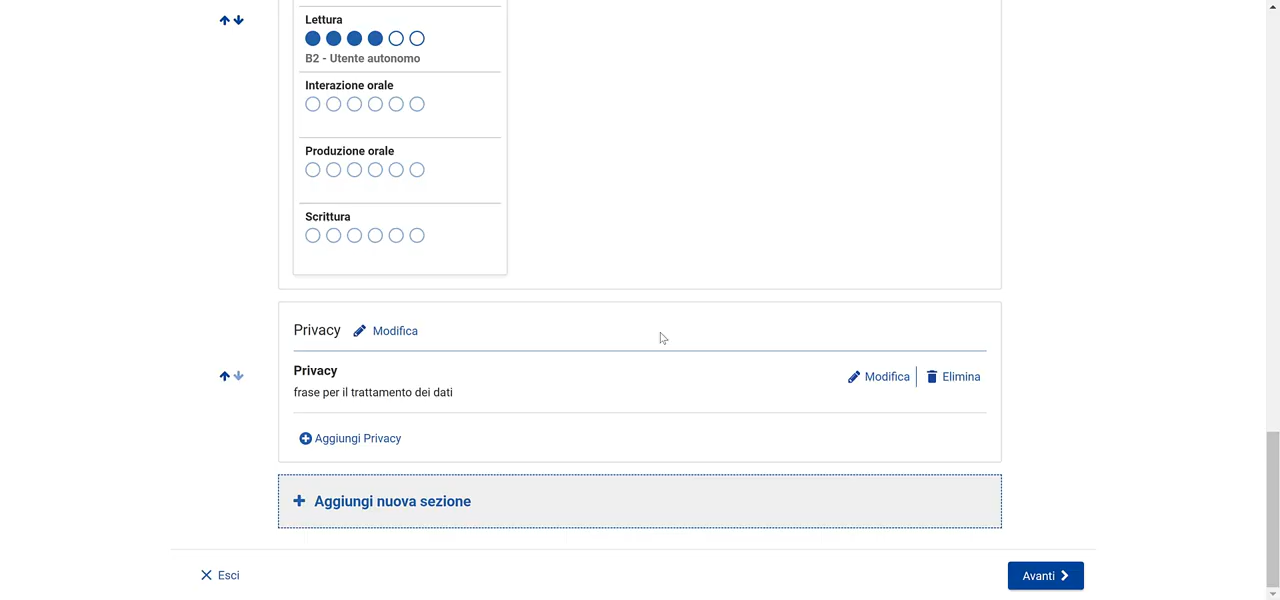 Lettura
B2 - Utente autonomo
Interazione orale
Produzione orale
Scrittura
Privacy Modifica
Privacy
Modifica Elimina
frase per il trattamento dei dati
Aggiungi Privacy
Aggiungi nuova sezione
Esci
Avanti